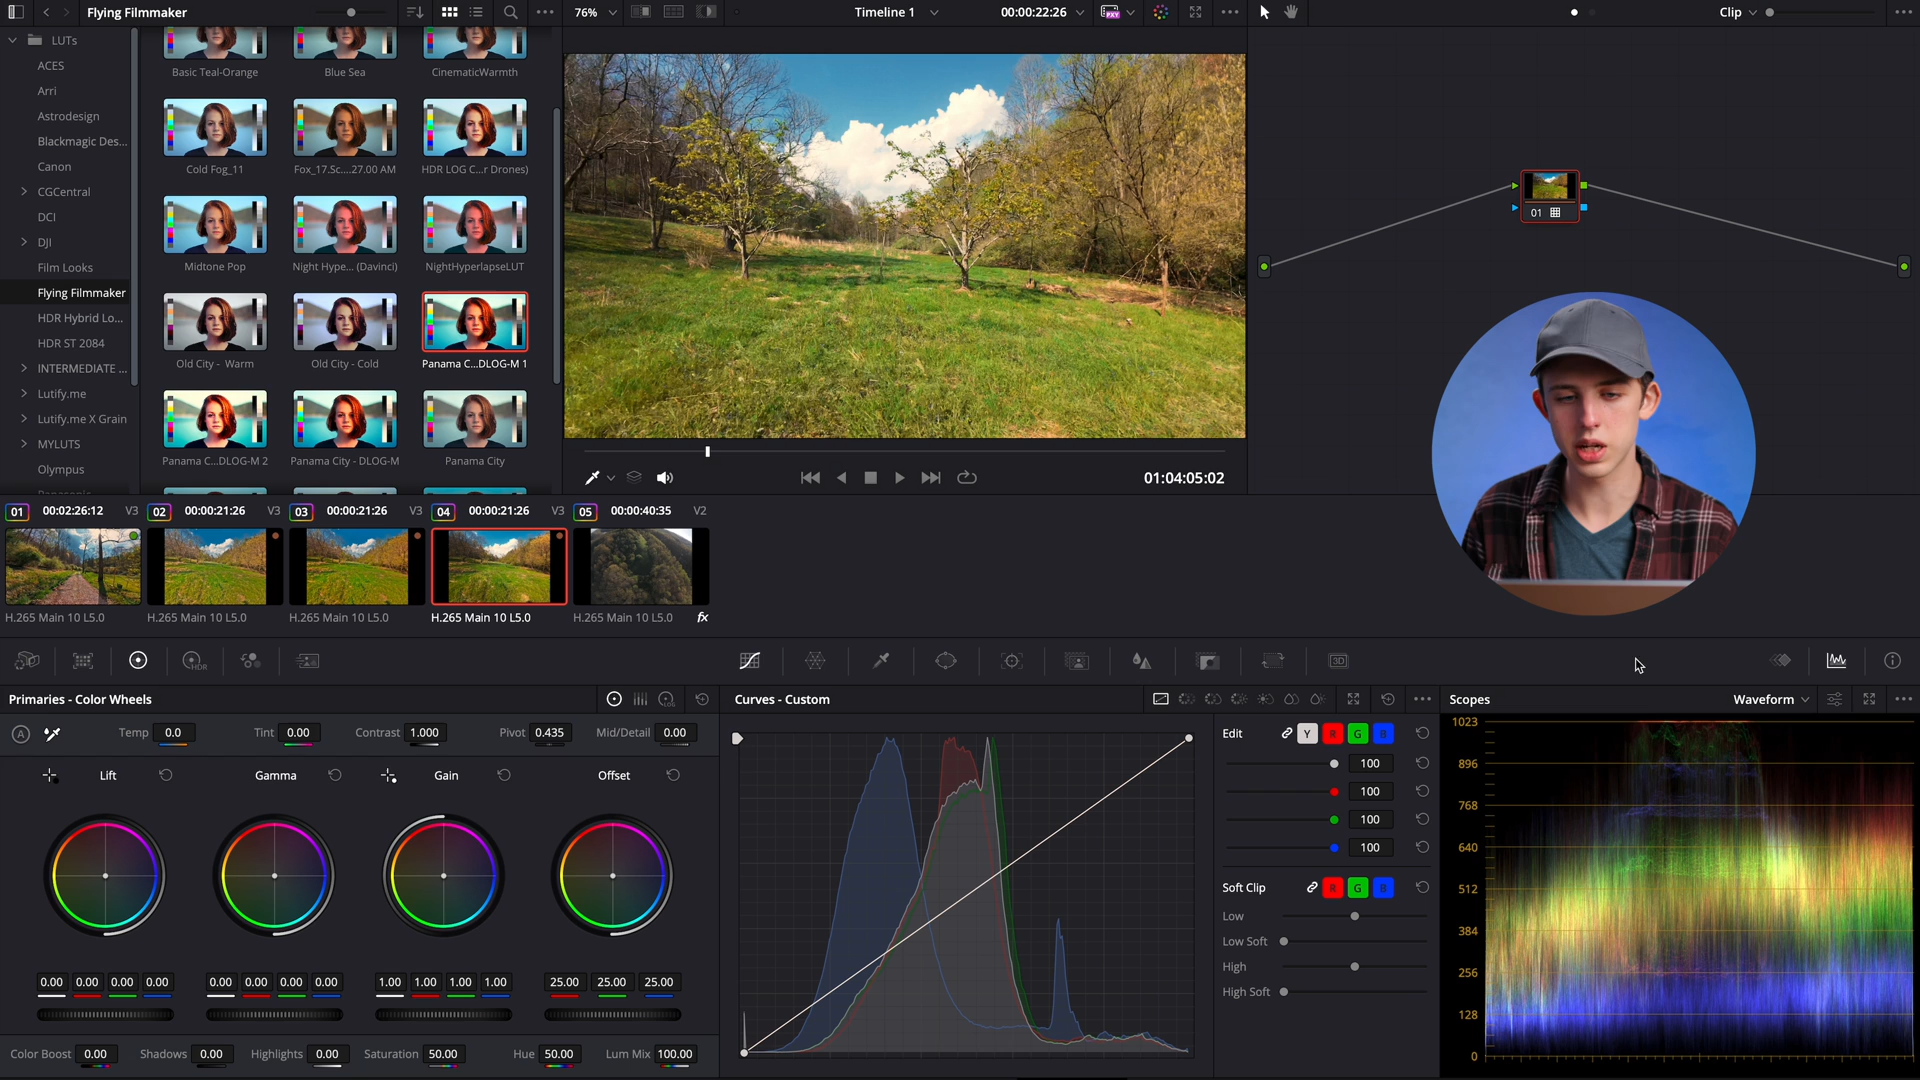 Flying Filmmaker
76%
Timeline 1
00:00:22:26
PXY
Clip
LUTs
ACES
Arri
Astrodesign
Blackmagic Des...
Canon
CGCentral
DCI
DJI
Film Looks
Flying Filmmaker
HDR Hybrid Lo...
HDR ST 2084
INTERMEDIATE ...
Lutify.me
Lutify.me X Grain
MYLUTS
Olympus
Basic Teal-Orange
Blue Sea
CinematicWarmth
Cold Fog_11
Fox_17.Sc....27.00 AM
HDR LOG C...r Drones)
Midtone Pop
Night Hype... (Davinci)
NightHyperlapseLUT
Old City - Warm
Old City - Cold
Panama C...DLOG-M 1
Panama C...DLOG-M 2
Panama City - DLOG-M
Panama City
01:04:05:02
01
01 00:02:26:12 V3
02 00:00:21:26 V3
03 00:00:21:26 V3
04 00:00:21:26 V3
05 00:00:40:35 V2
H.265 Main 10 L5.0
H.265 Main 10 L5.0
H.265 Main 10 L5.0
H.265 Main 10 L5.0
H.265 Main 10 L5.0 fx
HDR
3D
Primaries - Color Wheels
LOG
A
Temp 0.0
Tint 0.00
Contrast 1.000
Pivot 0.435
Mid/Detail 0.00
Lift
Gamma
Gain
Offset
0.00 0.00 0.00 0.00
0.00 0.00 0.00 0.00
1.00 1.00 1.00 1.00
25.00 25.00 25.00
Color Boost 0.00
Shadows 0.00
Highlights 0.00
Saturation 50.00
Hue 50.00
Lum Mix 100.00
Curves - Custom
Edit Y R G B
100
100
100
100
Soft Clip R G B
Low
Low Soft
High
High Soft
Scopes
Waveform
1023
896
768
640
512
384
256
128
0